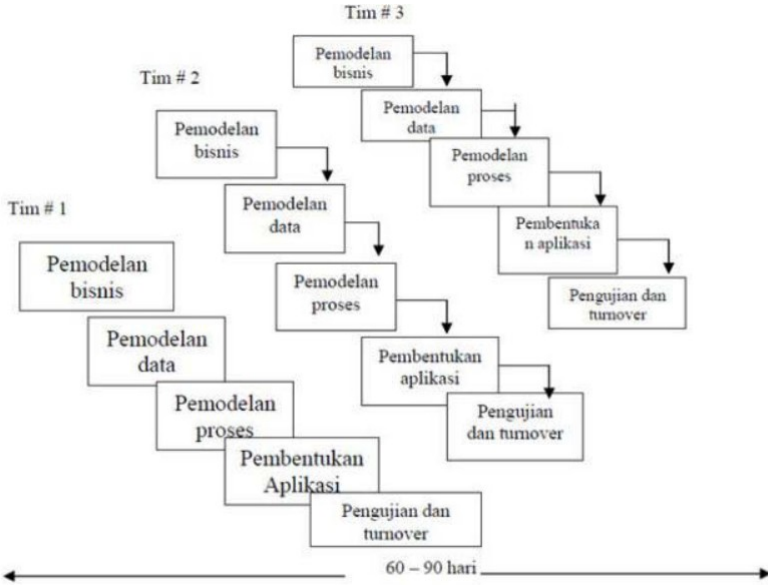 Tim # 3
Pemodelan
bisnis
Pemodelan
data
Pemodelan
proses
Pembentuka
n aplikasi
Pengujian dan
turnover
Tim # 2
Pemodelan
bisnis
Pemodelan
data
Pemodelan
proses
Pembentukan
aplikasi
Pengujian
dan turnover
Tim # 1
Pemodelan
bisnis
Pemodelan
data
Pemodelan
proses
Pembentukan
Aplikasi
Pengujian dan
turnover
60 – 90 hari